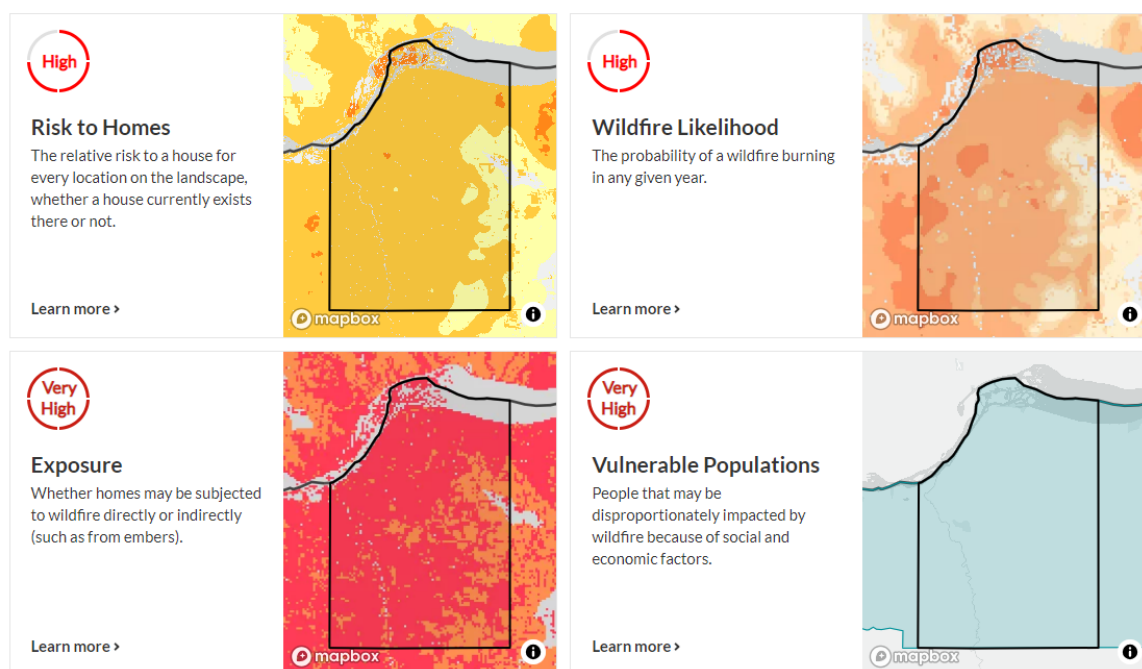 High
Risk to Homes
The relative risk to a house for
every location on the landscape,
whether a house currently exists
there or not.
Learn more ›
mapbox
High
Wildfire Likelihood
The probability of a wildfire burning
in any given year.
Learn more ›
mapbox
Very
High
Exposure
Whether homes may be subjected
to wildfire directly or indirectly
(such as from embers).
Learn more ›
mapbox
Very
High
Vulnerable Populations
People that may be
disproportionately impacted by
wildfire because of social and
economic factors.
Learn more ›
mapbox